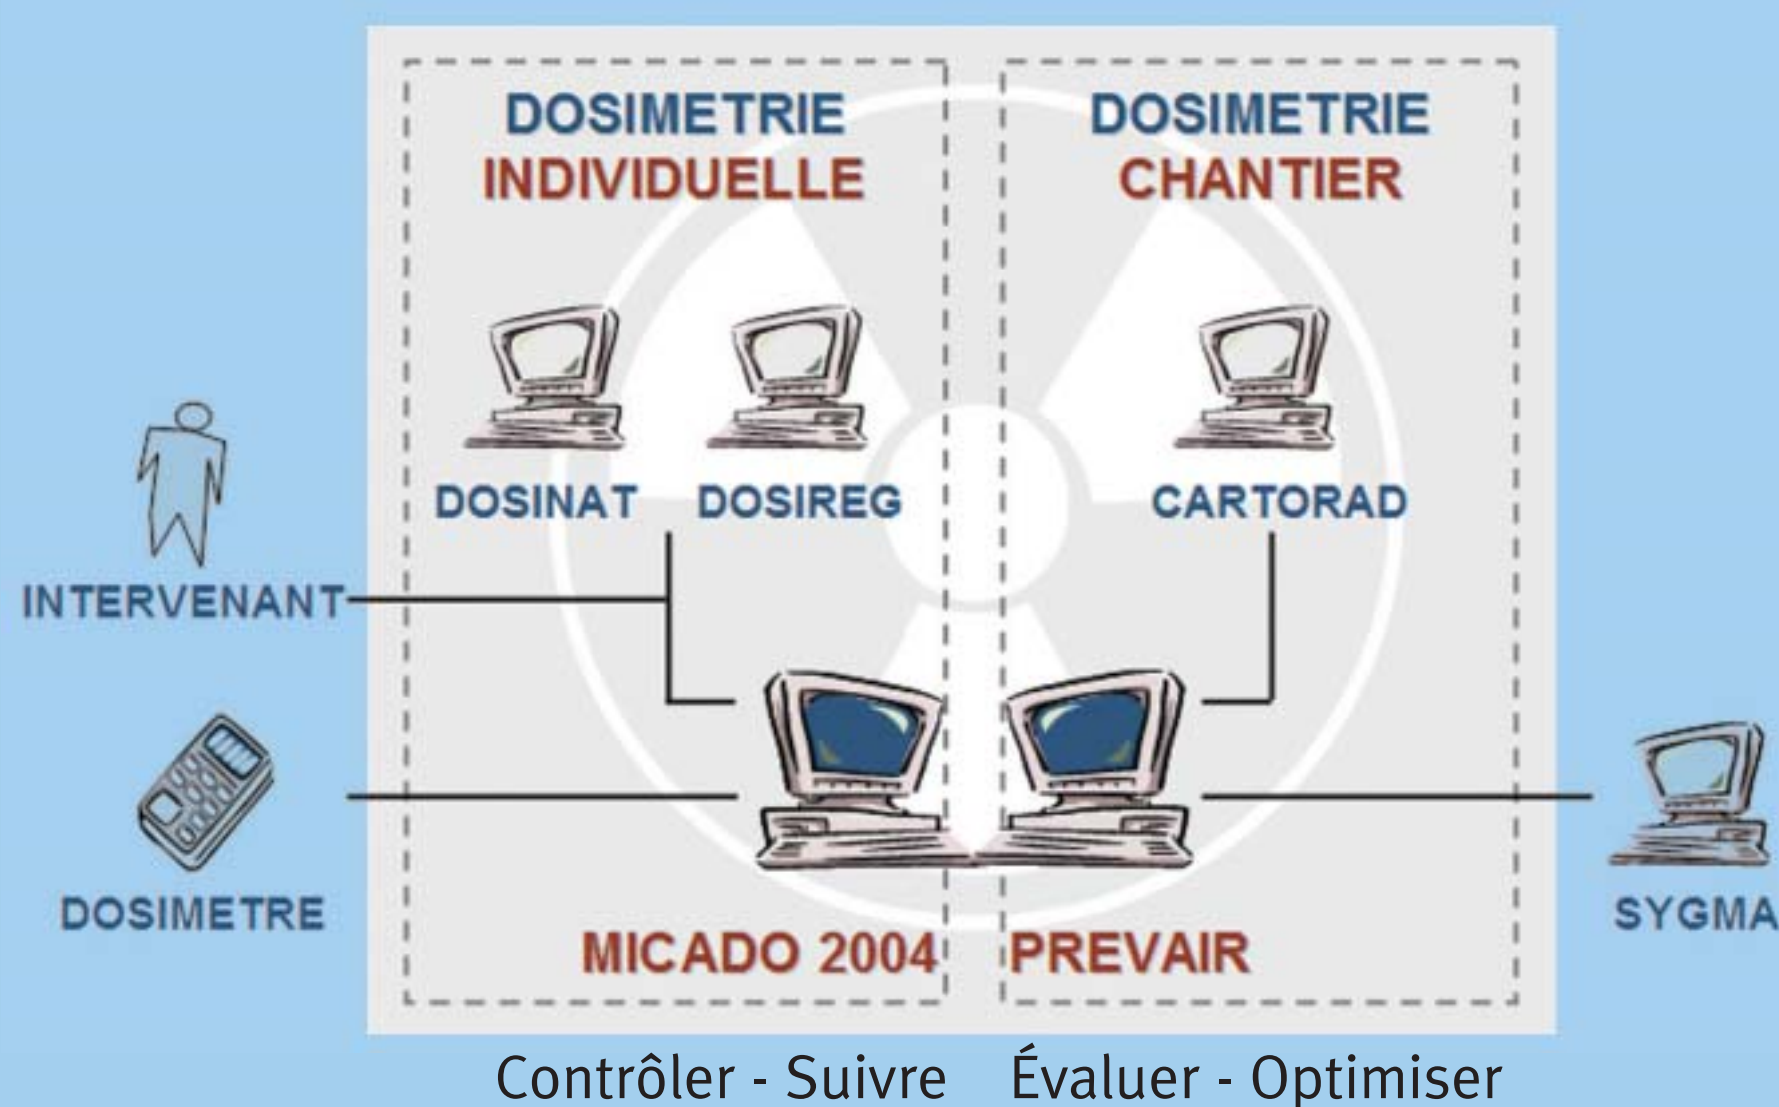 DOSIMETRIE
INDIVIDUELLE
DOSIMETRIE
CHANTIER
DOSINAT
DOSIREG
CARTORAD
INTERVENANT
DOSIMETRE
SYGMA
MICADO 2004
PREVAIR
Contrôler - Suivre
Évaluer - Optimiser